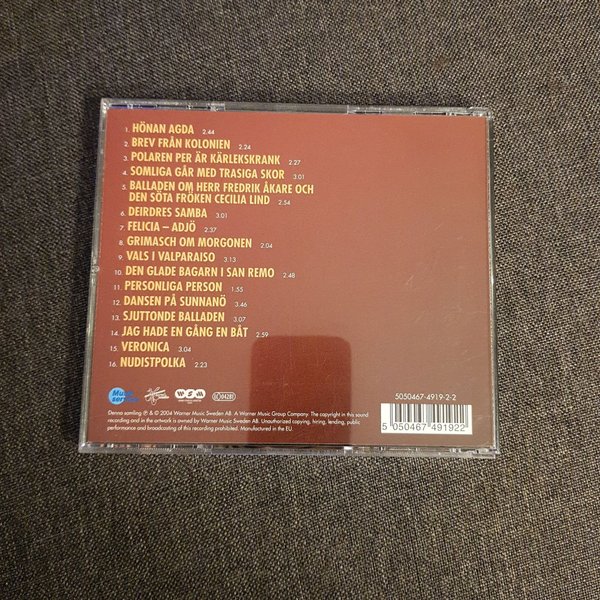 1. HÖNAN AGDA 2.44
2. BREV FRÅN KOLONIEN 2.24
3. POLAREN PER ÄR KÄRLEKSKRANK 2.27
4. SOMLIGA GÅR MED TRASIGA SKOR 3.01
5. BALLADEN OM HERR FREDRIK ÅKARE OCH
DEN SÖTA FRÖKEN CECILIA LIND 2.54
6. DEIRDRES SAMBA 3.01
7. FELICIA – ADJÖ 2.37
8. GRIMASCH OM MORGONEN 2.04
9. VALS I VALPARAISO 3.13
10. DEN GLADE BAGARN I SAN REMO 2.48
11. PERSONLIGA PERSON 1.55
12. DANSEN PÅ SUNNANÖ 3.46
13. SJUTTONDE BALLADEN 3.07
14. JAG HADE EN GÅNG EN BÅT 2.59
15. VERONICA 3.04
16. NUDISTPOLKA 2.23
5050467-4919-2-2
Denna samling ℗ & © 2004 Warner Music Sweden AB. A Warner Music Group Company. The copyright in this sound
recording and in the artwork is owned by Warner Music Sweden AB. Unauthorized copying, hiring, lending, public
performance and broadcasting of this recording prohibited. Manufactured in the EU.
5 050467 491922